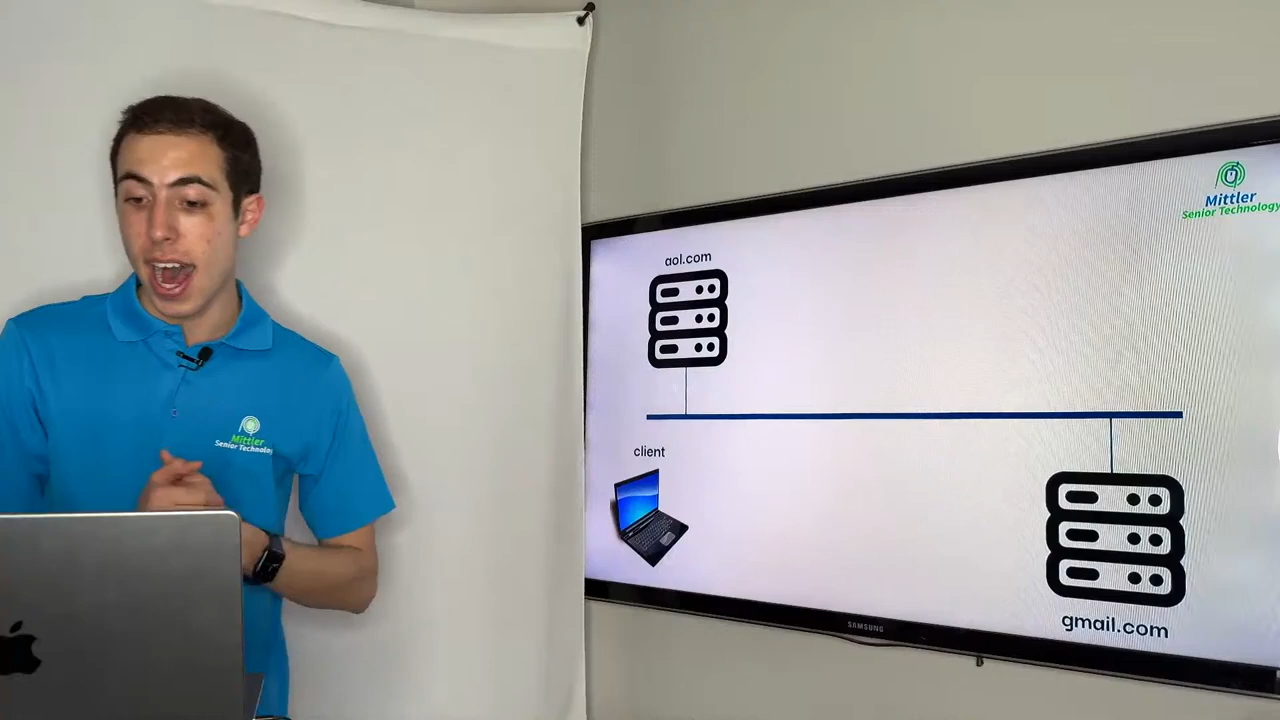 Mittler
Senior Technology
aol.com
client
gmail.com
SAMSUNG
Mittler
Senior Technology